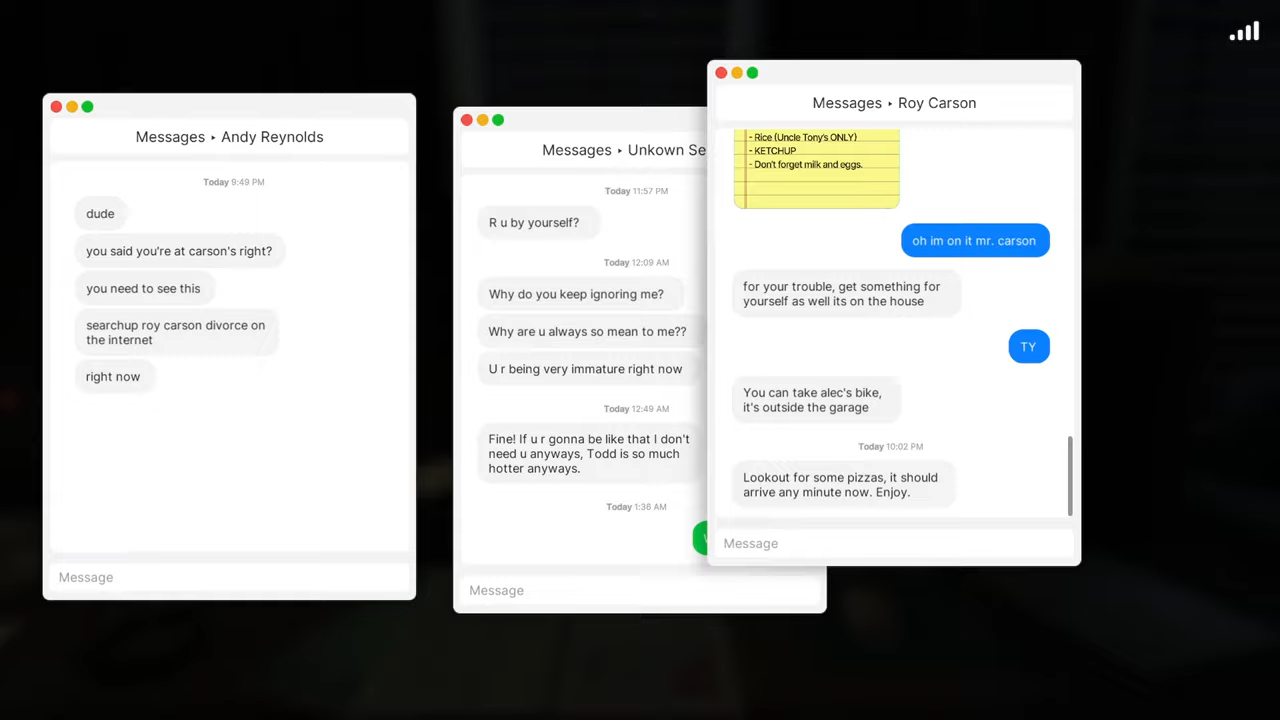 Messages ‣ Andy Reynolds
Today 9:49 PM
dude
you said you're at carson's right?
you need to see this
searchup roy carson divorce on
the internet
right now
Message
Messages ‣ Unkown Se
Today 11:57 PM
R u by yourself?
Today 12:09 AM
Why do you keep ignoring me?
Why are u always so mean to me??
U r being very immature right now
Today 12:49 AM
Fine! If u r gonna be like that I don't
need u anyways, Todd is so much
hotter anyways.
Today 1:36 AM
Message
Messages ‣ Roy Carson
- Rice (Uncle Tony's ONLY)
- KETCHUP
- Don't forget milk and eggs.
oh im on it mr. carson
for your trouble, get something for
yourself as well its on the house
TY
You can take alec's bike,
it's outside the garage
Today 10:02 PM
Lookout for some pizzas, it should
arrive any minute now. Enjoy.
Message